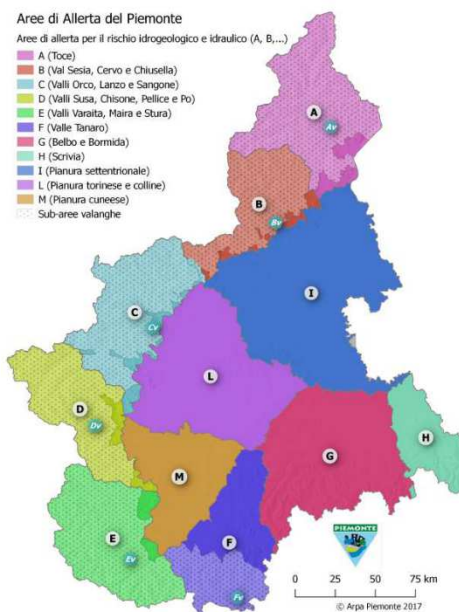 Aree di Allerta del Piemonte
Aree di allerta per il rischio idrogeologico e idraulico (A, B,...)
A (Toce)
B (Val Sesia, Cervo e Chiusella)
C (Valli Orco, Lanzo e Sangone)
D (Valli Susa, Chisone, Pellice e Po)
E (Valli Varaita, Maira e Stura)
F (Valle Tanaro)
G (Belbo e Bormida)
H (Scrivia)
I (Pianura settentrionale)
L (Pianura torinese e colline)
M (Pianura cuneese)
Sub-aree valanghe
A
Av
B
Bv
I
C
Cv
L
D
Dv
H
G
M
E
Ev
F
Fv
PIEMONTE
0 25 50 75 km
© Arpa Piemonte 2017